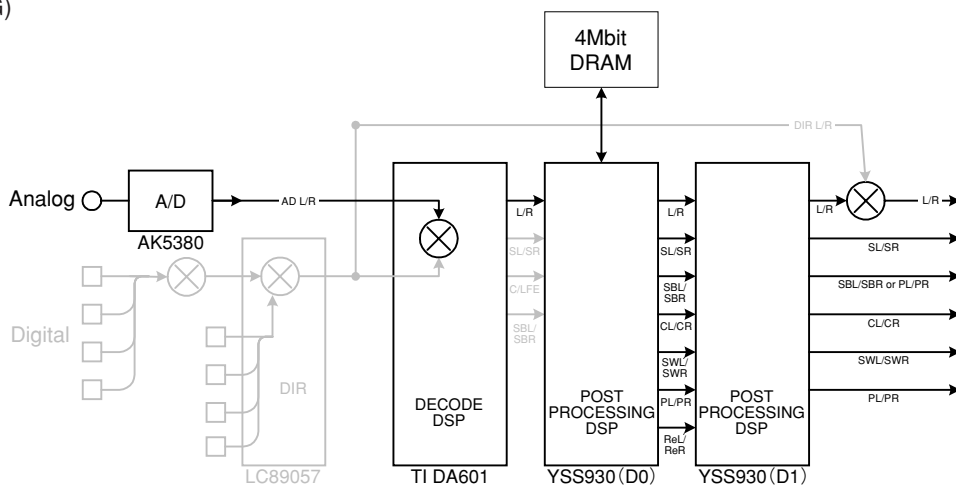 G)
4Mbit
DRAM
DIR L/R
Analog
A/D
AK5380
AD L/R
L/R
L/R
L/R
L/R
SL/SR
SL/SR
SL/SR
C/LFE
SBL/
SBR
SBL/SBR or PL/PR
SBL/
SBR
CL/CR
CL/CR
SWL/
SWR
SWL/SWR
PL/PR
PL/PR
ReL/
ReR
Digital
DIR
LC89057
DECODE
DSP
TI DA601
POST
PROCESSING
DSP
YSS930(D0)
POST
PROCESSING
DSP
YSS930(D1)